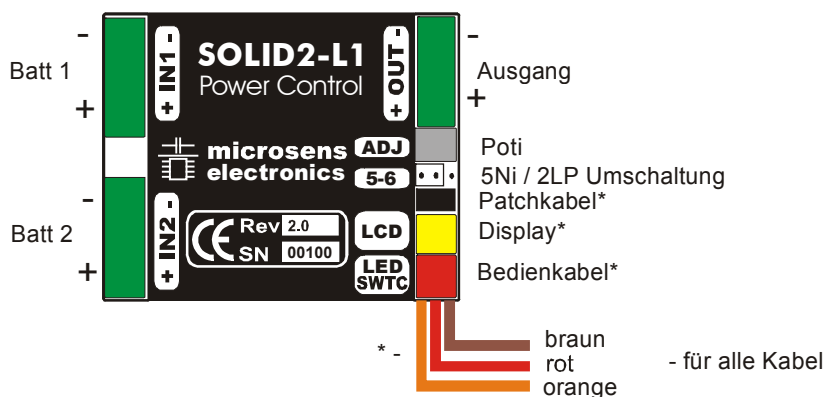 -
Batt 1
+
-
Batt 2
+
+ IN1 -
+ IN2 -
SOLID2-L1
Power Control
+ OUT -
microsens
electronics
ADJ
5-6
CE
Rev 2.0
SN 00100
LCD
LED
SWTC
-
Ausgang
+
Poti
5Ni / 2LP Umschaltung
Patchkabel*
Display*
Bedienkabel*
* -
braun
rot
orange
- für alle Kabel